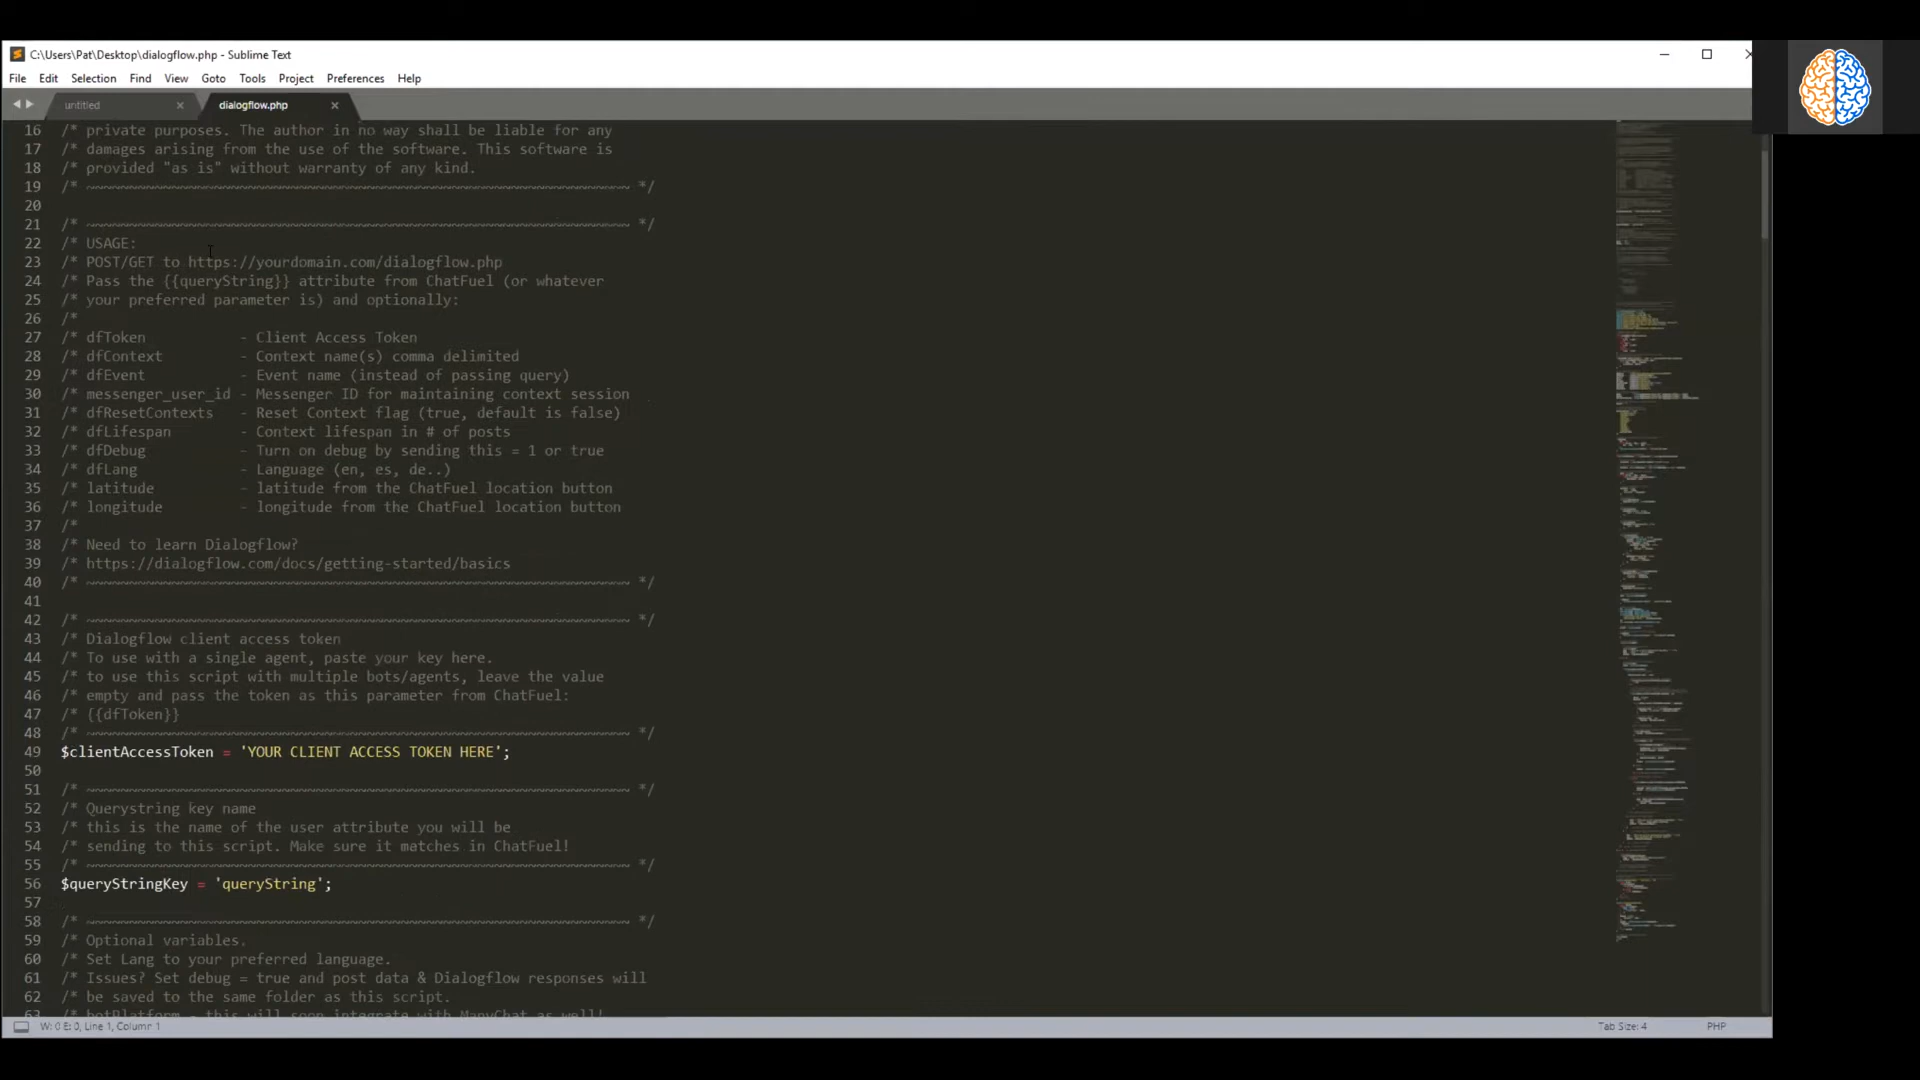 C:\Users\Pat\Desktop\dialogflow.php - Sublime Text
File Edit Selection Find View Goto Tools Project Preferences Help
untitled dialogflow.php
16 /* private purposes. The author in no way shall be liable for any
17 /* damages arising from the use of the software. This software is
18 /* provided "as is" without warranty of any kind.
19 /* ~~~~~~~~~~~~~~~~~~~~~~~~~~~~~~~~~~~~~~~~~~~~~~~~~~~~~~~~~~~~~~~~ */
20
21 /* ~~~~~~~~~~~~~~~~~~~~~~~~~~~~~~~~~~~~~~~~~~~~~~~~~~~~~~~~~~~~~~~~ */
22 /* USAGE:
23 /* POST/GET to https://yourdomain.com/dialogflow.php
24 /* Pass the {{queryString}} attribute from ChatFuel (or whatever
25 /* your preferred parameter is) and optionally:
26 /*
27 /* dfToken - Client Access Token
28 /* dfContext - Context name(s) comma delimited
29 /* dfEvent - Event name (instead of passing query)
30 /* messenger_user_id - Messenger ID for maintaining context session
31 /* dfResetContexts - Reset Context flag (true, default is false)
32 /* dfLifespan - Context lifespan in # of posts
33 /* dfDebug - Turn on debug by sending this = 1 or true
34 /* dfLang - Language (en, es, de..)
35 /* latitude - latitude from the ChatFuel location button
36 /* longitude - longitude from the ChatFuel location button
37 /*
38 /* Need to learn Dialogflow?
39 /* https://dialogflow.com/docs/getting-started/basics
40 /* ~~~~~~~~~~~~~~~~~~~~~~~~~~~~~~~~~~~~~~~~~~~~~~~~~~~~~~~~~~~~~~~~ */
41
42 /* ~~~~~~~~~~~~~~~~~~~~~~~~~~~~~~~~~~~~~~~~~~~~~~~~~~~~~~~~~~~~~~~~ */
43 /* Dialogflow client access token
44 /* To use with a single agent, paste your key here.
45 /* to use this script with multiple bots/agents, leave the value
46 /* empty and pass the token as this parameter from ChatFuel:
47 /* {{dfToken}}
48 /* ~~~~~~~~~~~~~~~~~~~~~~~~~~~~~~~~~~~~~~~~~~~~~~~~~~~~~~~~~~~~~~~~ */
49 $clientAccessToken = 'YOUR CLIENT ACCESS TOKEN HERE';
50
51 /* ~~~~~~~~~~~~~~~~~~~~~~~~~~~~~~~~~~~~~~~~~~~~~~~~~~~~~~~~~~~~~~~~ */
52 /* Querystring key name
53 /* this is the name of the user attribute you will be
54 /* sending to this script. Make sure it matches in ChatFuel!
55 /* ~~~~~~~~~~~~~~~~~~~~~~~~~~~~~~~~~~~~~~~~~~~~~~~~~~~~~~~~~~~~~~~~ */
56 $queryStringKey = 'queryString';
57
58 /* ~~~~~~~~~~~~~~~~~~~~~~~~~~~~~~~~~~~~~~~~~~~~~~~~~~~~~~~~~~~~~~~~ */
59 /* Optional variables.
60 /* Set Lang to your preferred language.
61 /* Issues? Set debug = true and post data & Dialogflow responses will
62 /* be saved to the same folder as this script.
63 /* botPlatform - this will soon integrate with ManyChat as well!
W: 0 E: 0, Line 1, Column 1 Tab Size: 4 PHP